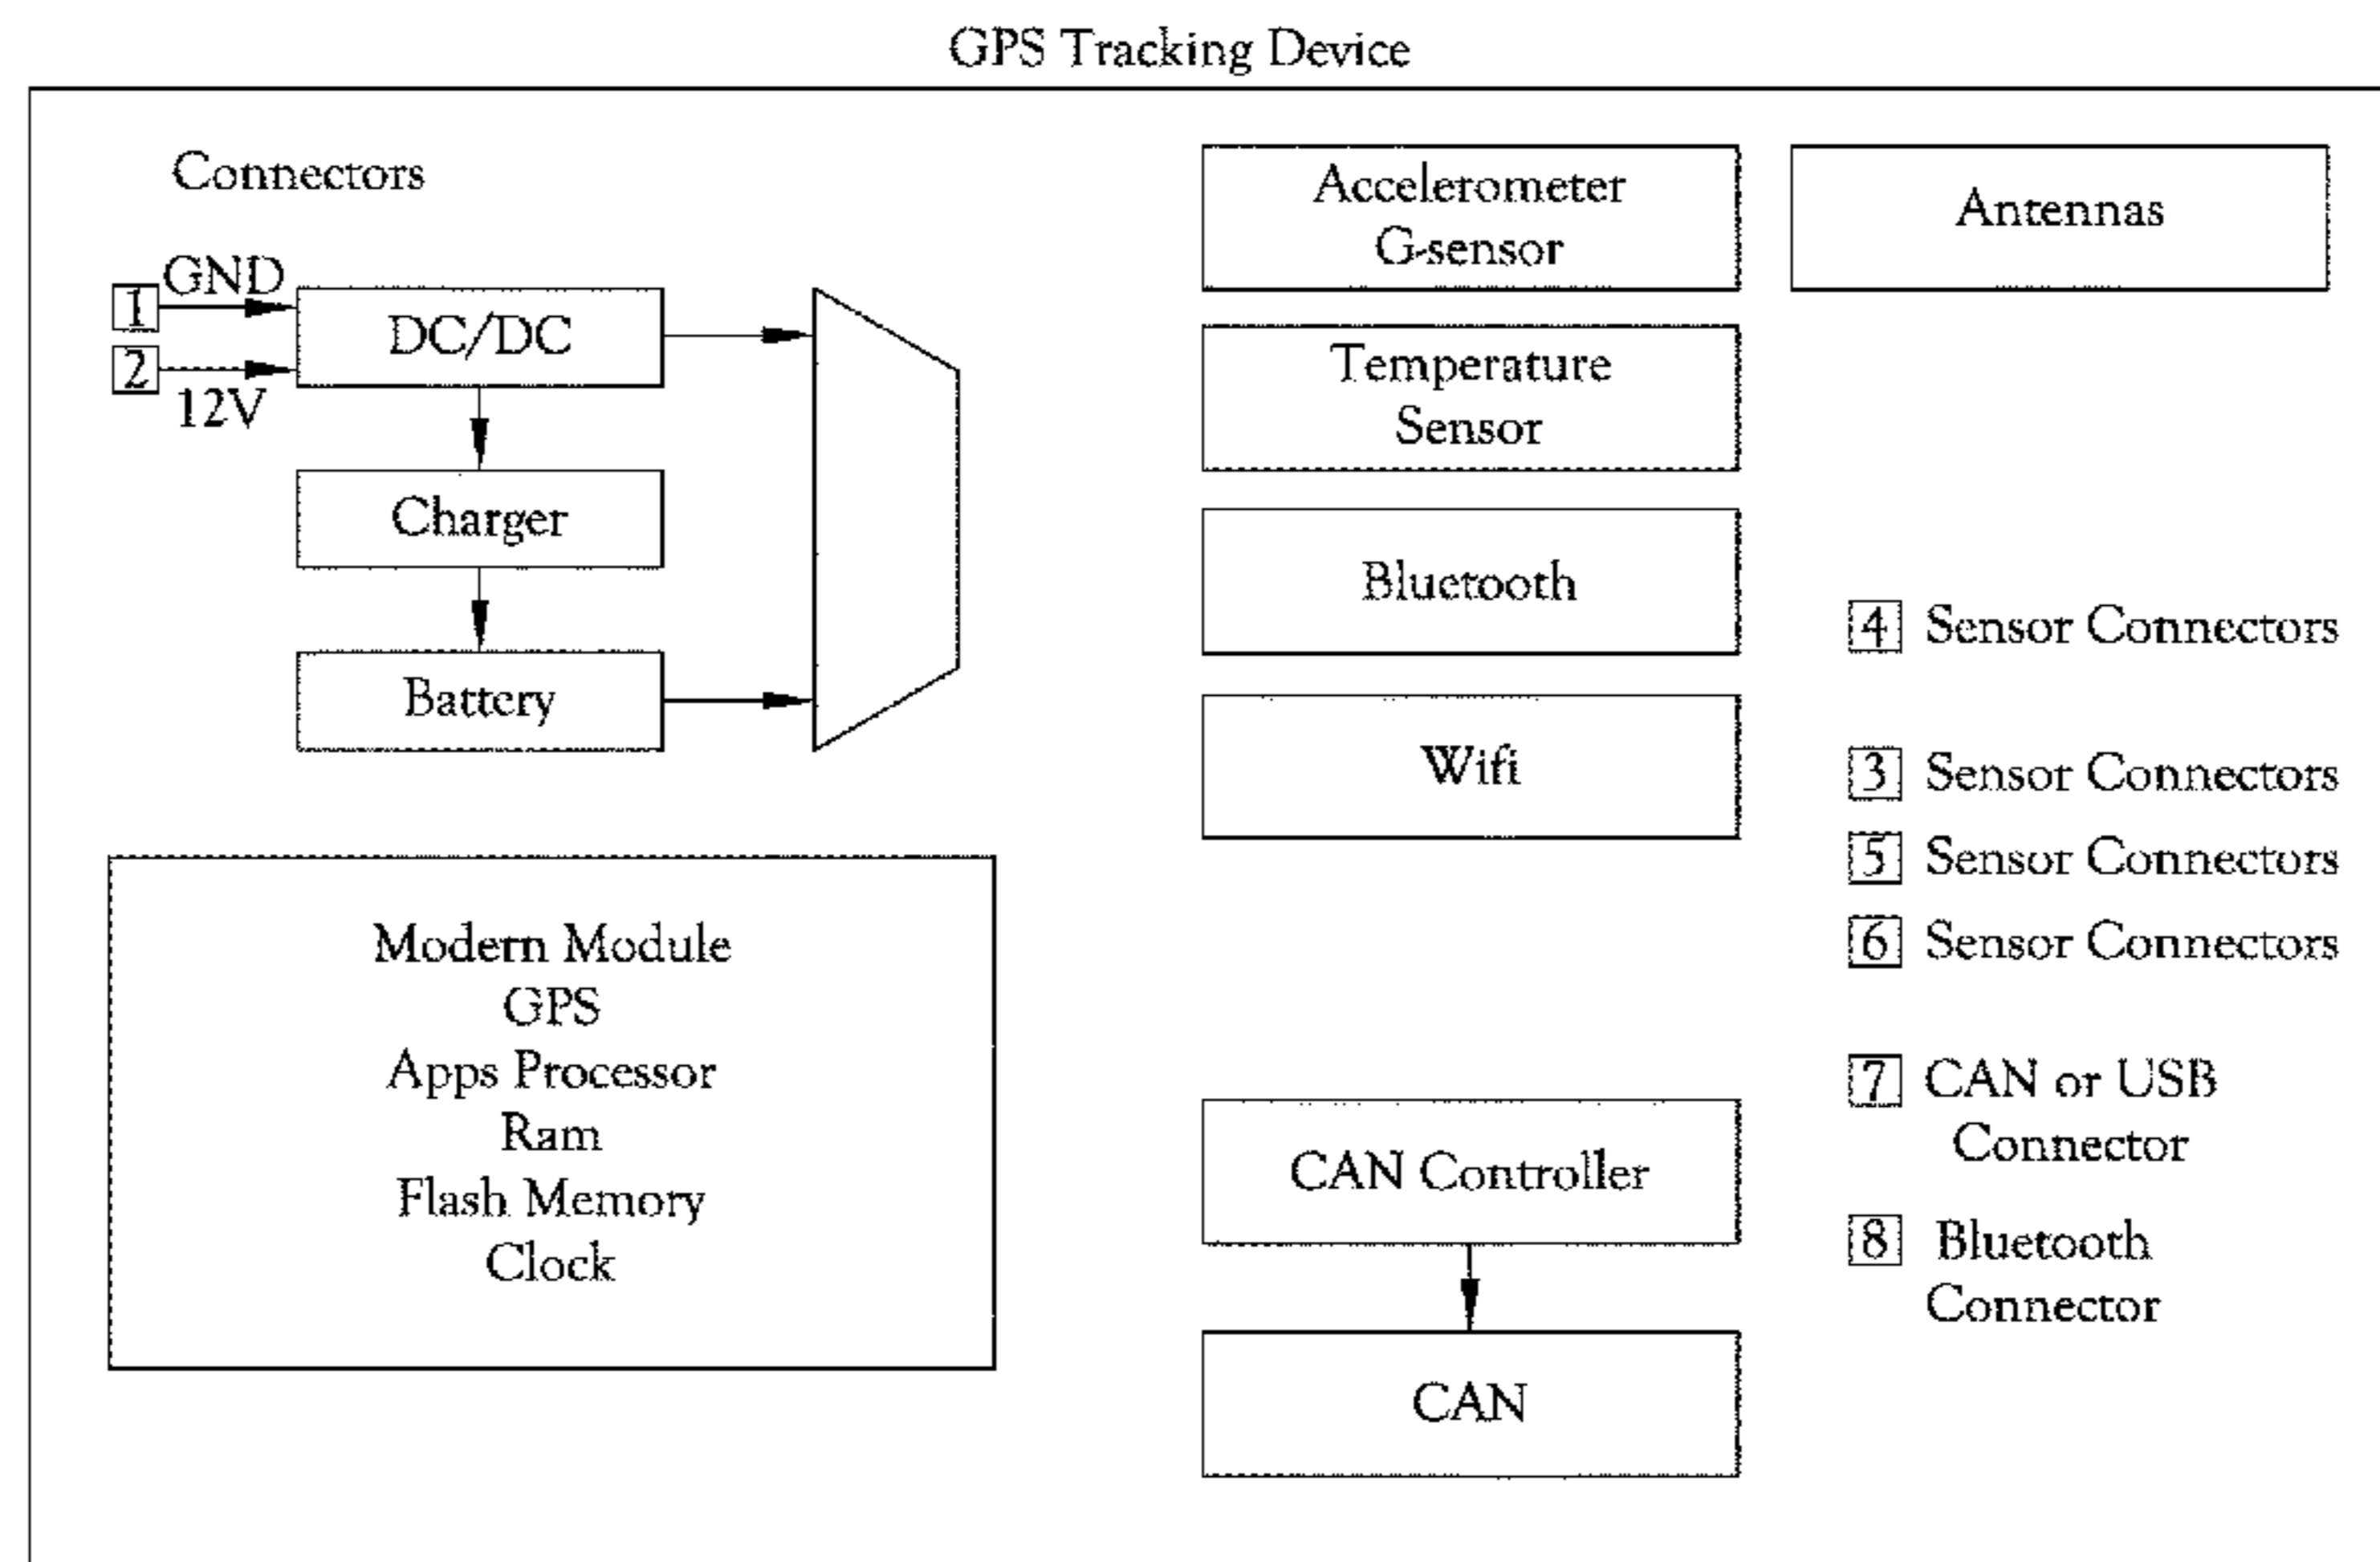 GPS Tracking Device
Connectors
1
GND
2
12V
DC/DC
Charger
Battery
Modern Module
GPS
Apps Processor
Ram
Flash Memory
Clock
Accelerometer
G-sensor
Antennas
Temperature
Sensor
Bluetooth
Wifi
CAN Controller
CAN
4 Sensor Connectors
3 Sensor Connectors
5 Sensor Connectors
6 Sensor Connectors
7 CAN or USB
Connector
8 Bluetooth
Connector